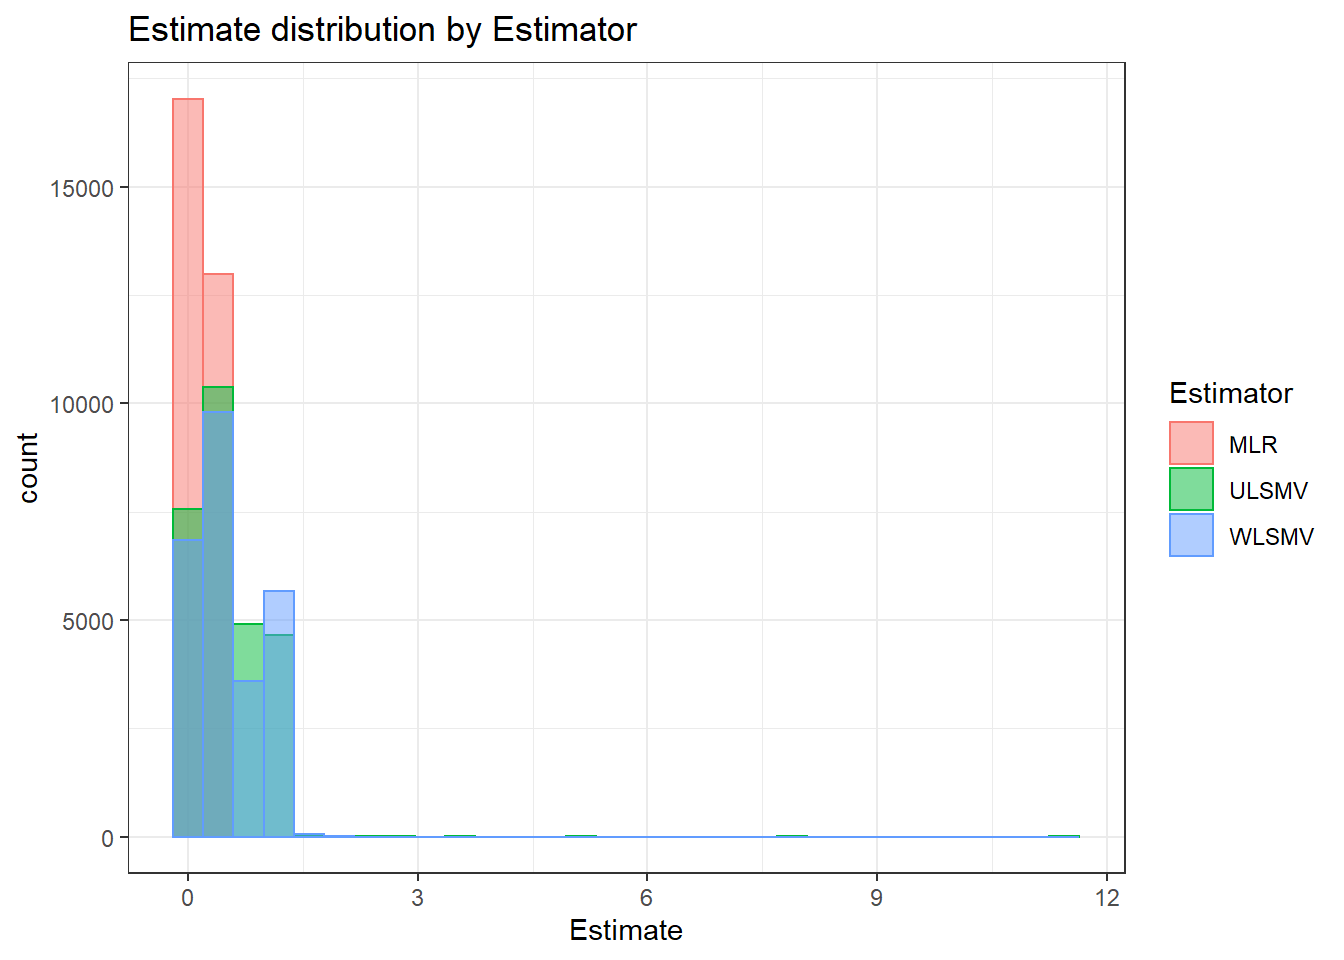 Estimate distribution by Estimator
15000
10000
5000
0
count
0 3 6 9 12
Estimate
Estimator
MLR
ULSMV
WLSMV